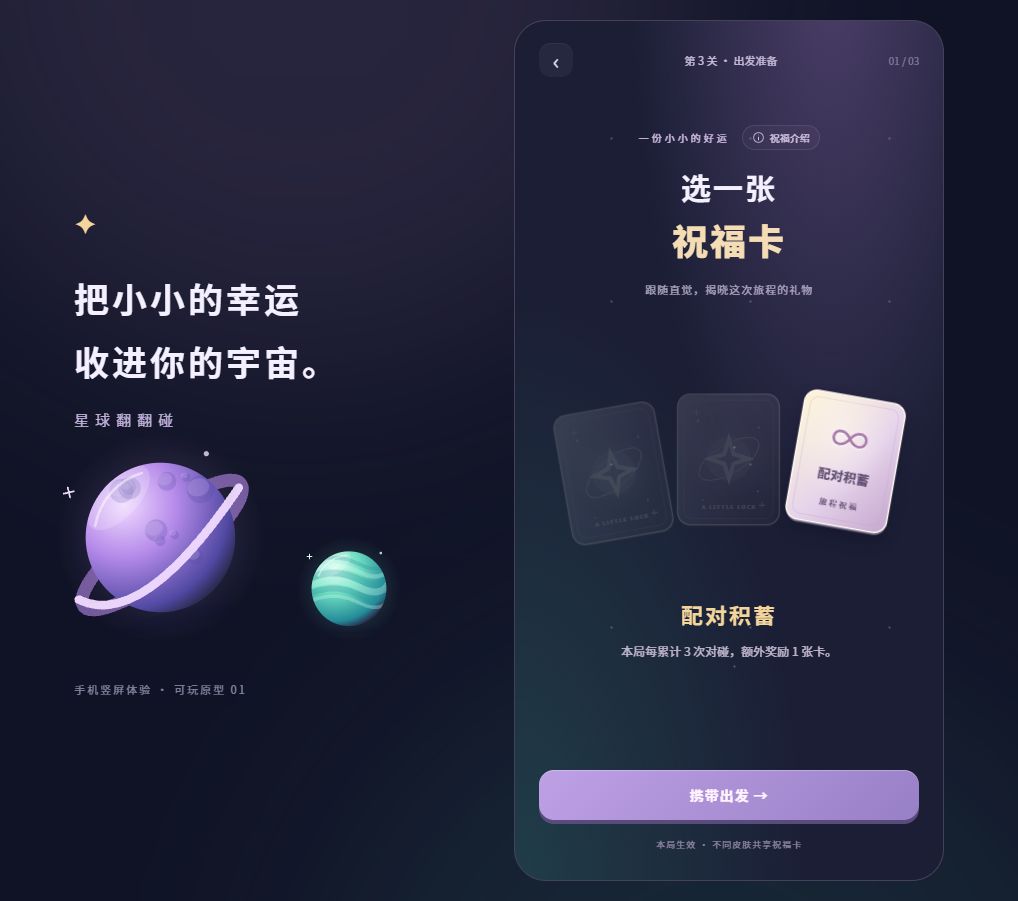 把小小的幸运
收进你的宇宙。
星球翻翻碰
手机竖屏体验 · 可玩原型 01
第 3 关 · 出发准备
01 / 03
一份小小的好运
祝福介绍
选一张
祝福卡
跟随直觉，揭晓这次旅程的礼物
A LITTLE LUCK
A LITTLE LUCK
配对积蓄
旅程祝福
配对积蓄
本局每累计 3 次对碰，额外奖励 1 张卡。
携带出发 →
本局生效 · 不同皮肤共享祝福卡